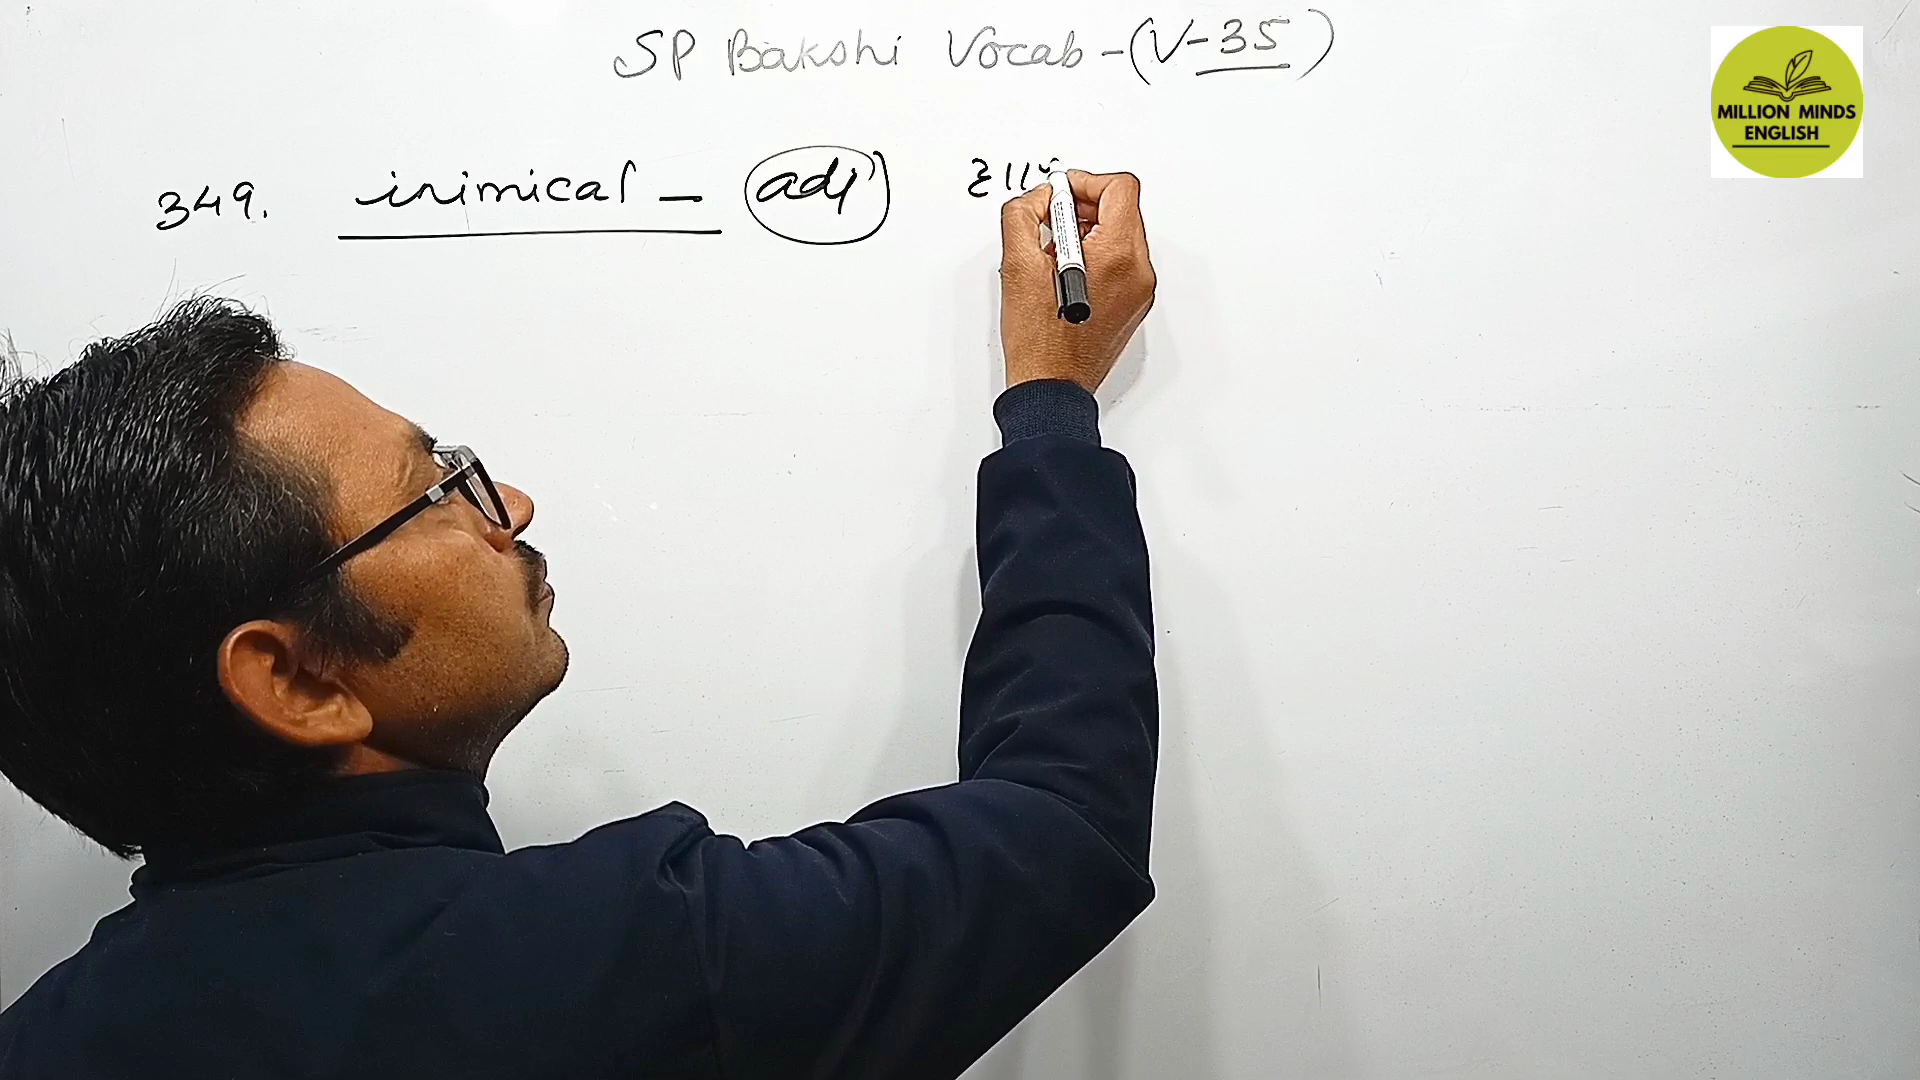 SP Bakshi Vocab - (V-35)
MILLION MINDS
ENGLISH
349. inimical - adj